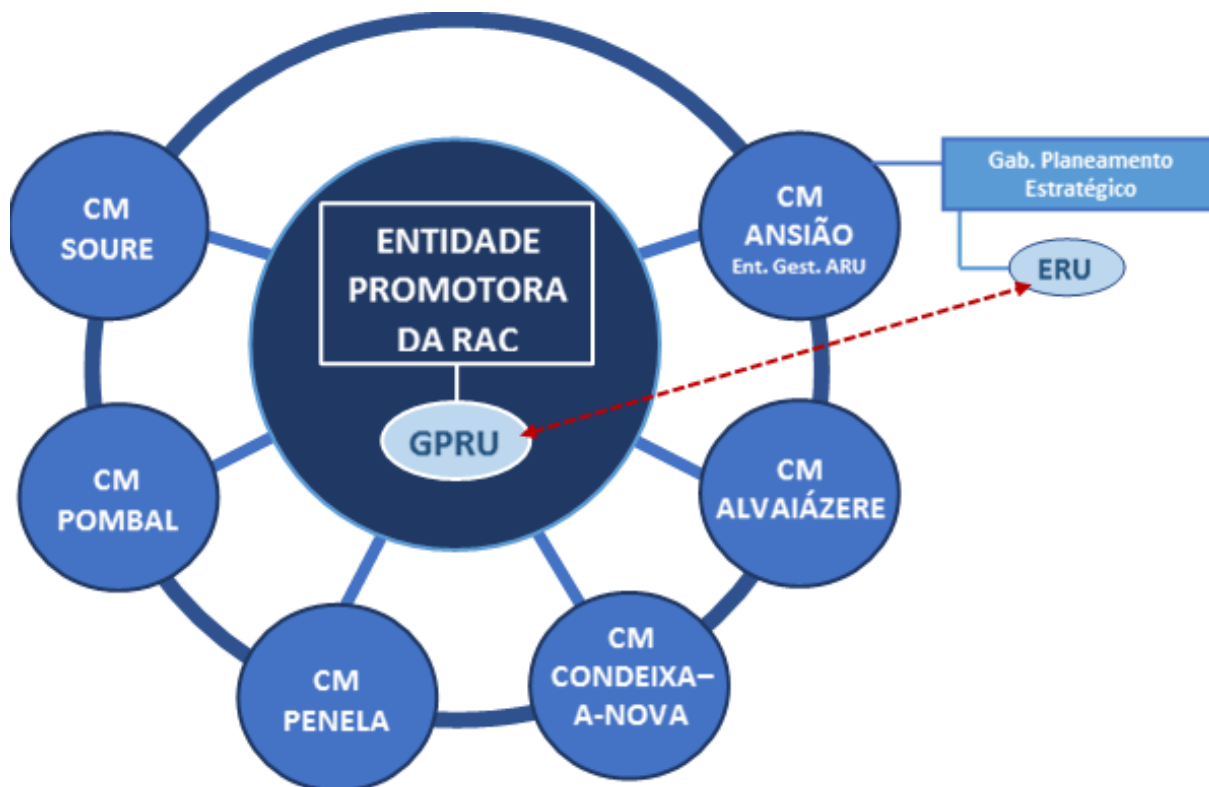 CM
SOURE
ENTIDADE
PROMOTORA
DA RAC
GPRU
CM
ANSIÃO
Ent. Gest. ARU
Gab. Planeamento
Estratégico
ERU
CM
POMBAL
CM
ALVAIÁZERE
CM
PENELA
CM
CONDEIXA–
A-NOVA